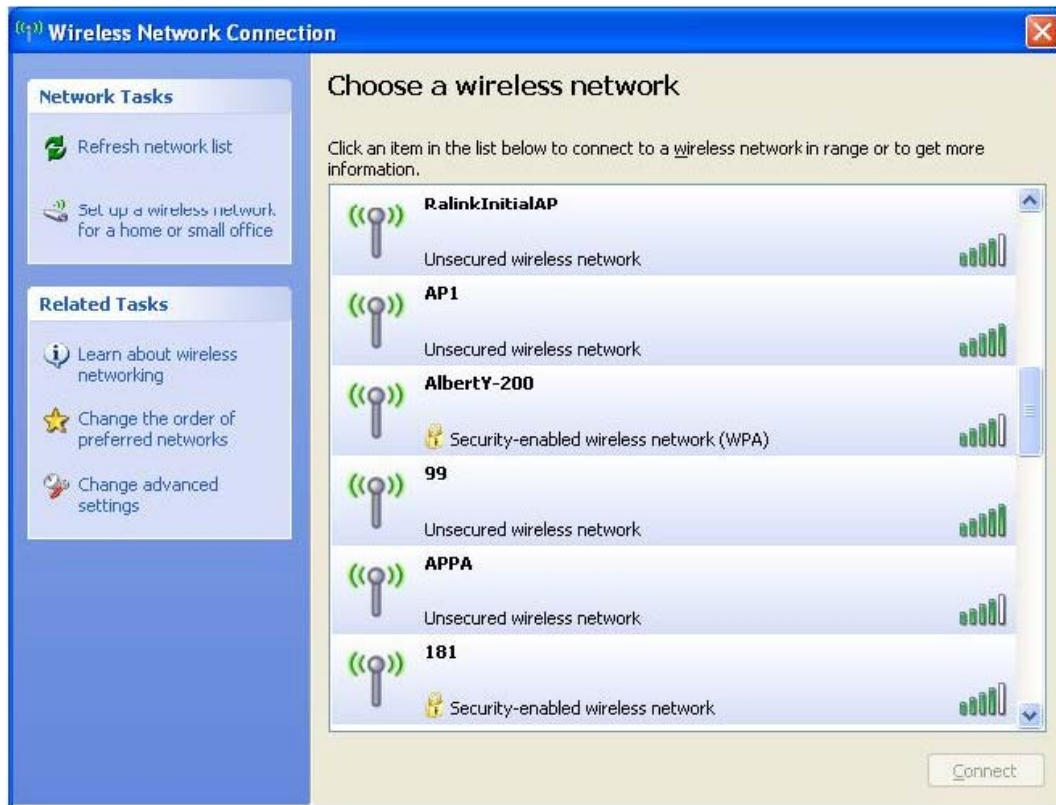 Wireless Network Connection
Network Tasks
Refresh network list
Set up a wireless network
for a home or small office
Related Tasks
Learn about wireless
networking
Change the order of
preferred networks
Change advanced
settings
Choose a wireless network
Click an item in the list below to connect to a wireless network in range or to get more
information.
RalinkInitialAP
Unsecured wireless network
AP1
Unsecured wireless network
AlbertY-200
Security-enabled wireless network (WPA)
99
Unsecured wireless network
APPA
Unsecured wireless network
181
Security-enabled wireless network
Connect